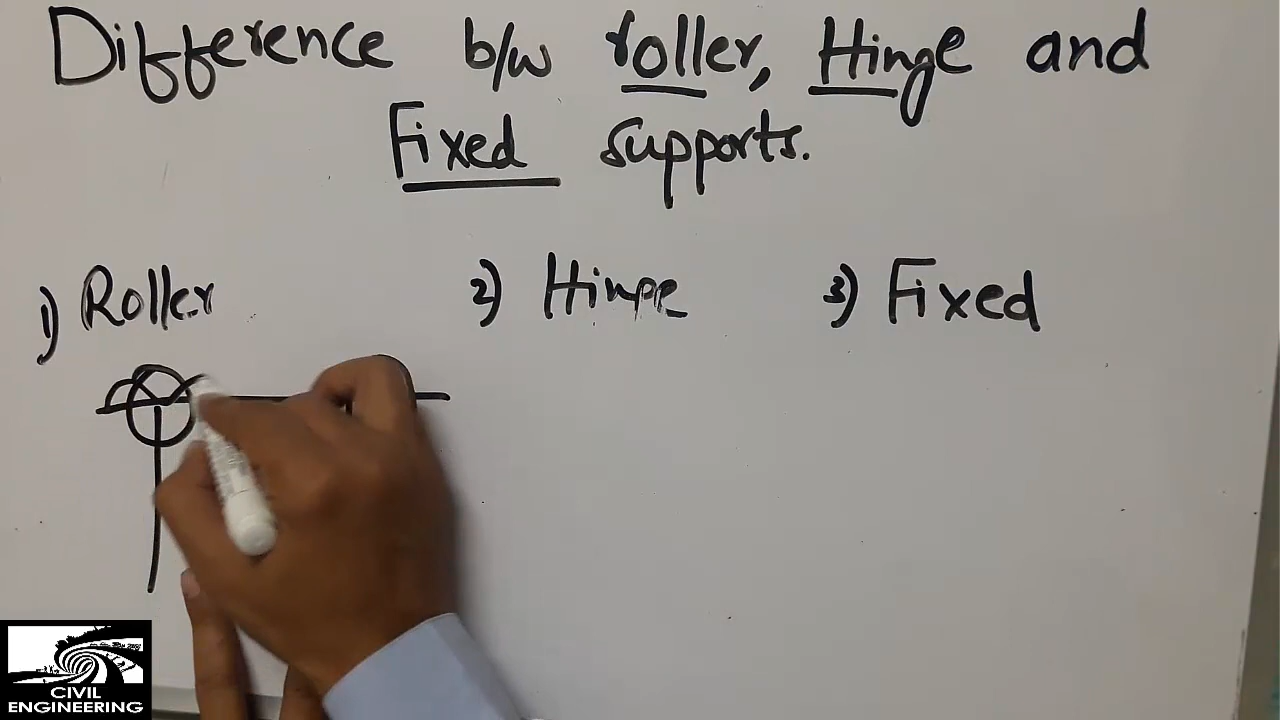 Difference b/w roller, Hinge and
Fixed supports.
1) Roller
2) Hinge
3) Fixed
CIVIL
ENGINEERING